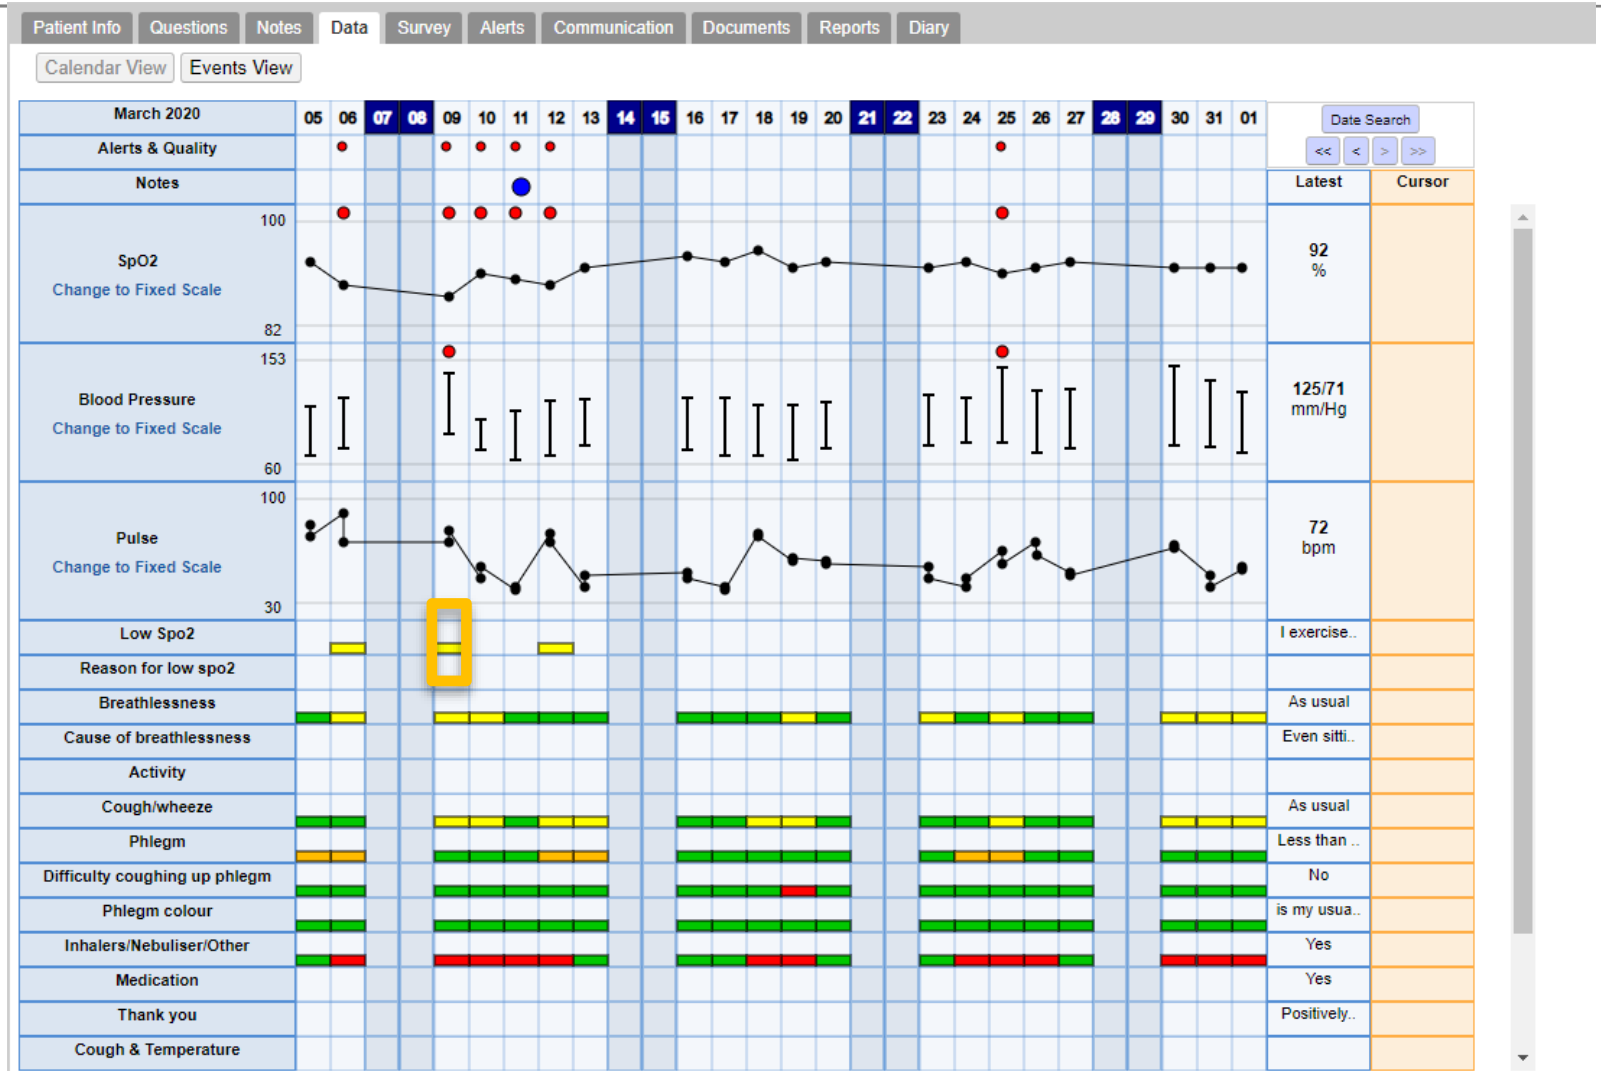 Patient Info Questions Notes Data Survey Alerts Communication Documents Reports Diary
Calendar View Events View
March 2020 05 06 07 08 09 10 11 12 13 14 15 16 17 18 19 20 21 22 23 24 25 26 27 28 29 30 31 01 Date Search
Alerts & Quality << < > >>
Notes Latest Cursor
100
SpO2 92
Change to Fixed Scale %
82
153
Blood Pressure 125/71
Change to Fixed Scale mm/Hg
60
100
Pulse 72
Change to Fixed Scale bpm
30
Low Spo2 I exercise..
Reason for low spo2
Breathlessness As usual
Cause of breathlessness Even sitti..
Activity
Cough/wheeze As usual
Phlegm Less than ..
Difficulty coughing up phlegm No
Phlegm colour is my usua..
Inhalers/Nebuliser/Other Yes
Medication Yes
Thank you Positively..
Cough & Temperature